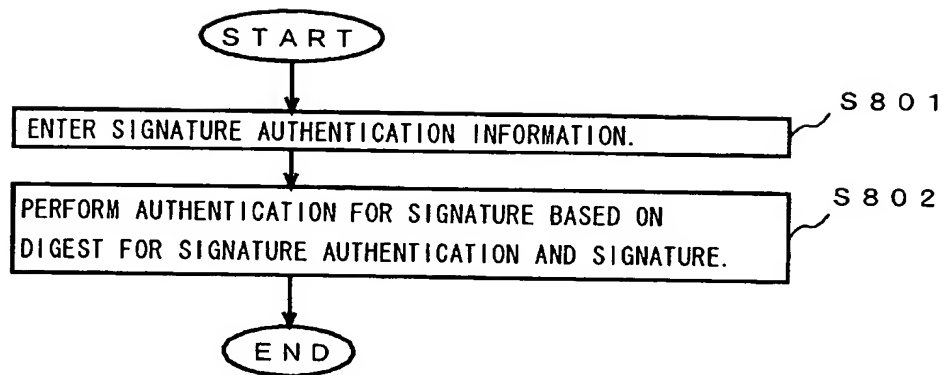 START
S801
ENTER SIGNATURE AUTHENTICATION INFORMATION.
S802
PERFORM AUTHENTICATION FOR SIGNATURE BASED ON
DIGEST FOR SIGNATURE AUTHENTICATION AND SIGNATURE.
END